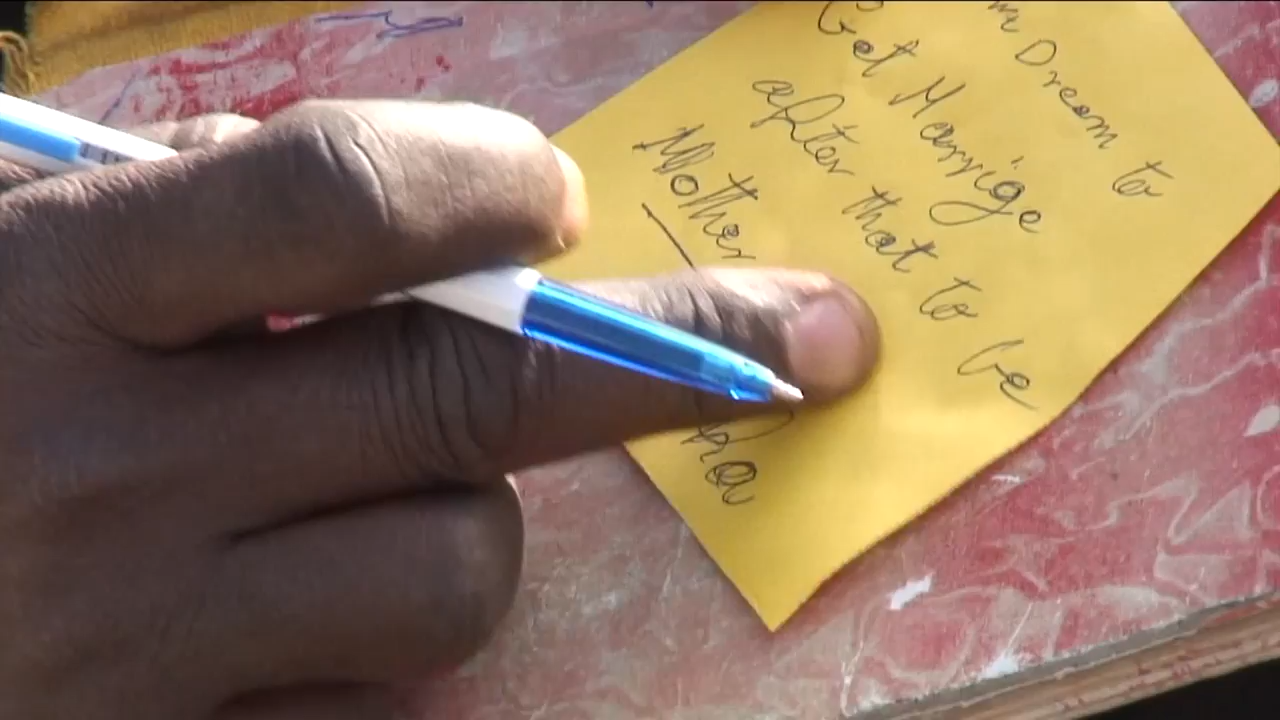 Dream to
Get Marrige
after that to be
Mother